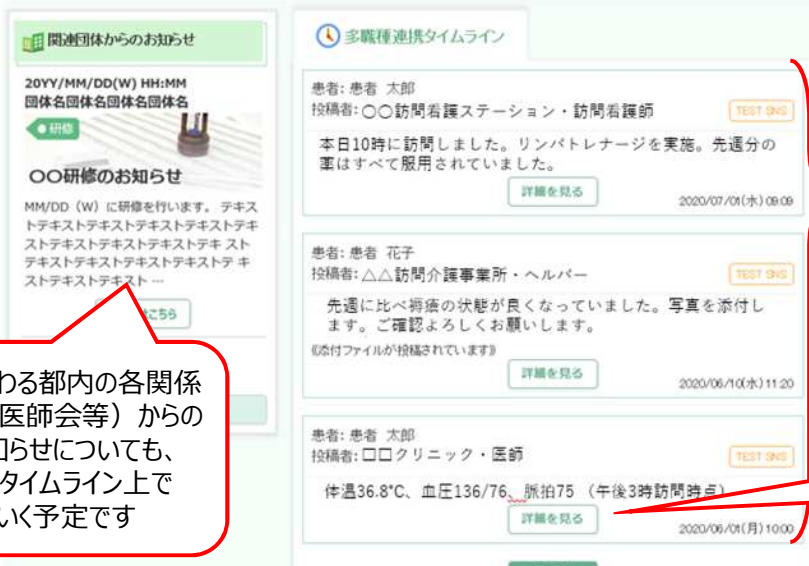 関連団体からのお知らせ
20YY/MM/DD(W) HH:MM
団体名団体名団体名団体名
研修
〇〇研修のお知らせ
MM/DD（W）に研修を行います。 テキス
トテキストテキストテキストテキストテキ
ストテキストテキストテキストテキ スト
テキストテキストテキストテキストテ キ
ストテキストテキスト …
はこちら
わる都内の各関係
医師会等）からの
知らせについても、
タイムライン上で
いく予定です
多職種連携タイムライン
患者: 患者 太郎
投稿者: 〇〇訪問看護ステーション・訪問看護師
TEST SNS
本日10時に訪問しました。リンパトレナージを実施。先週分の
薬はすべて服用されていました。
詳細を見る
2020/07/01(水) 09:09
患者: 患者 花子
投稿者: △△訪問介護事業所・ヘルパー
TEST SNS
先週に比べ褥瘡の状態が良くなっていました。写真を添付し
ます。ご確認よろしくお願いします。
《添付ファイルが投稿されています》
詳細を見る
2020/06/10(水) 11:20
患者: 患者 太郎
投稿者: 口口クリニック・医師
TEST SNS
体温36.8℃、血圧136/76、脈拍75 （午後3時訪問時点）
詳細を見る
2020/06/01(月) 10:00